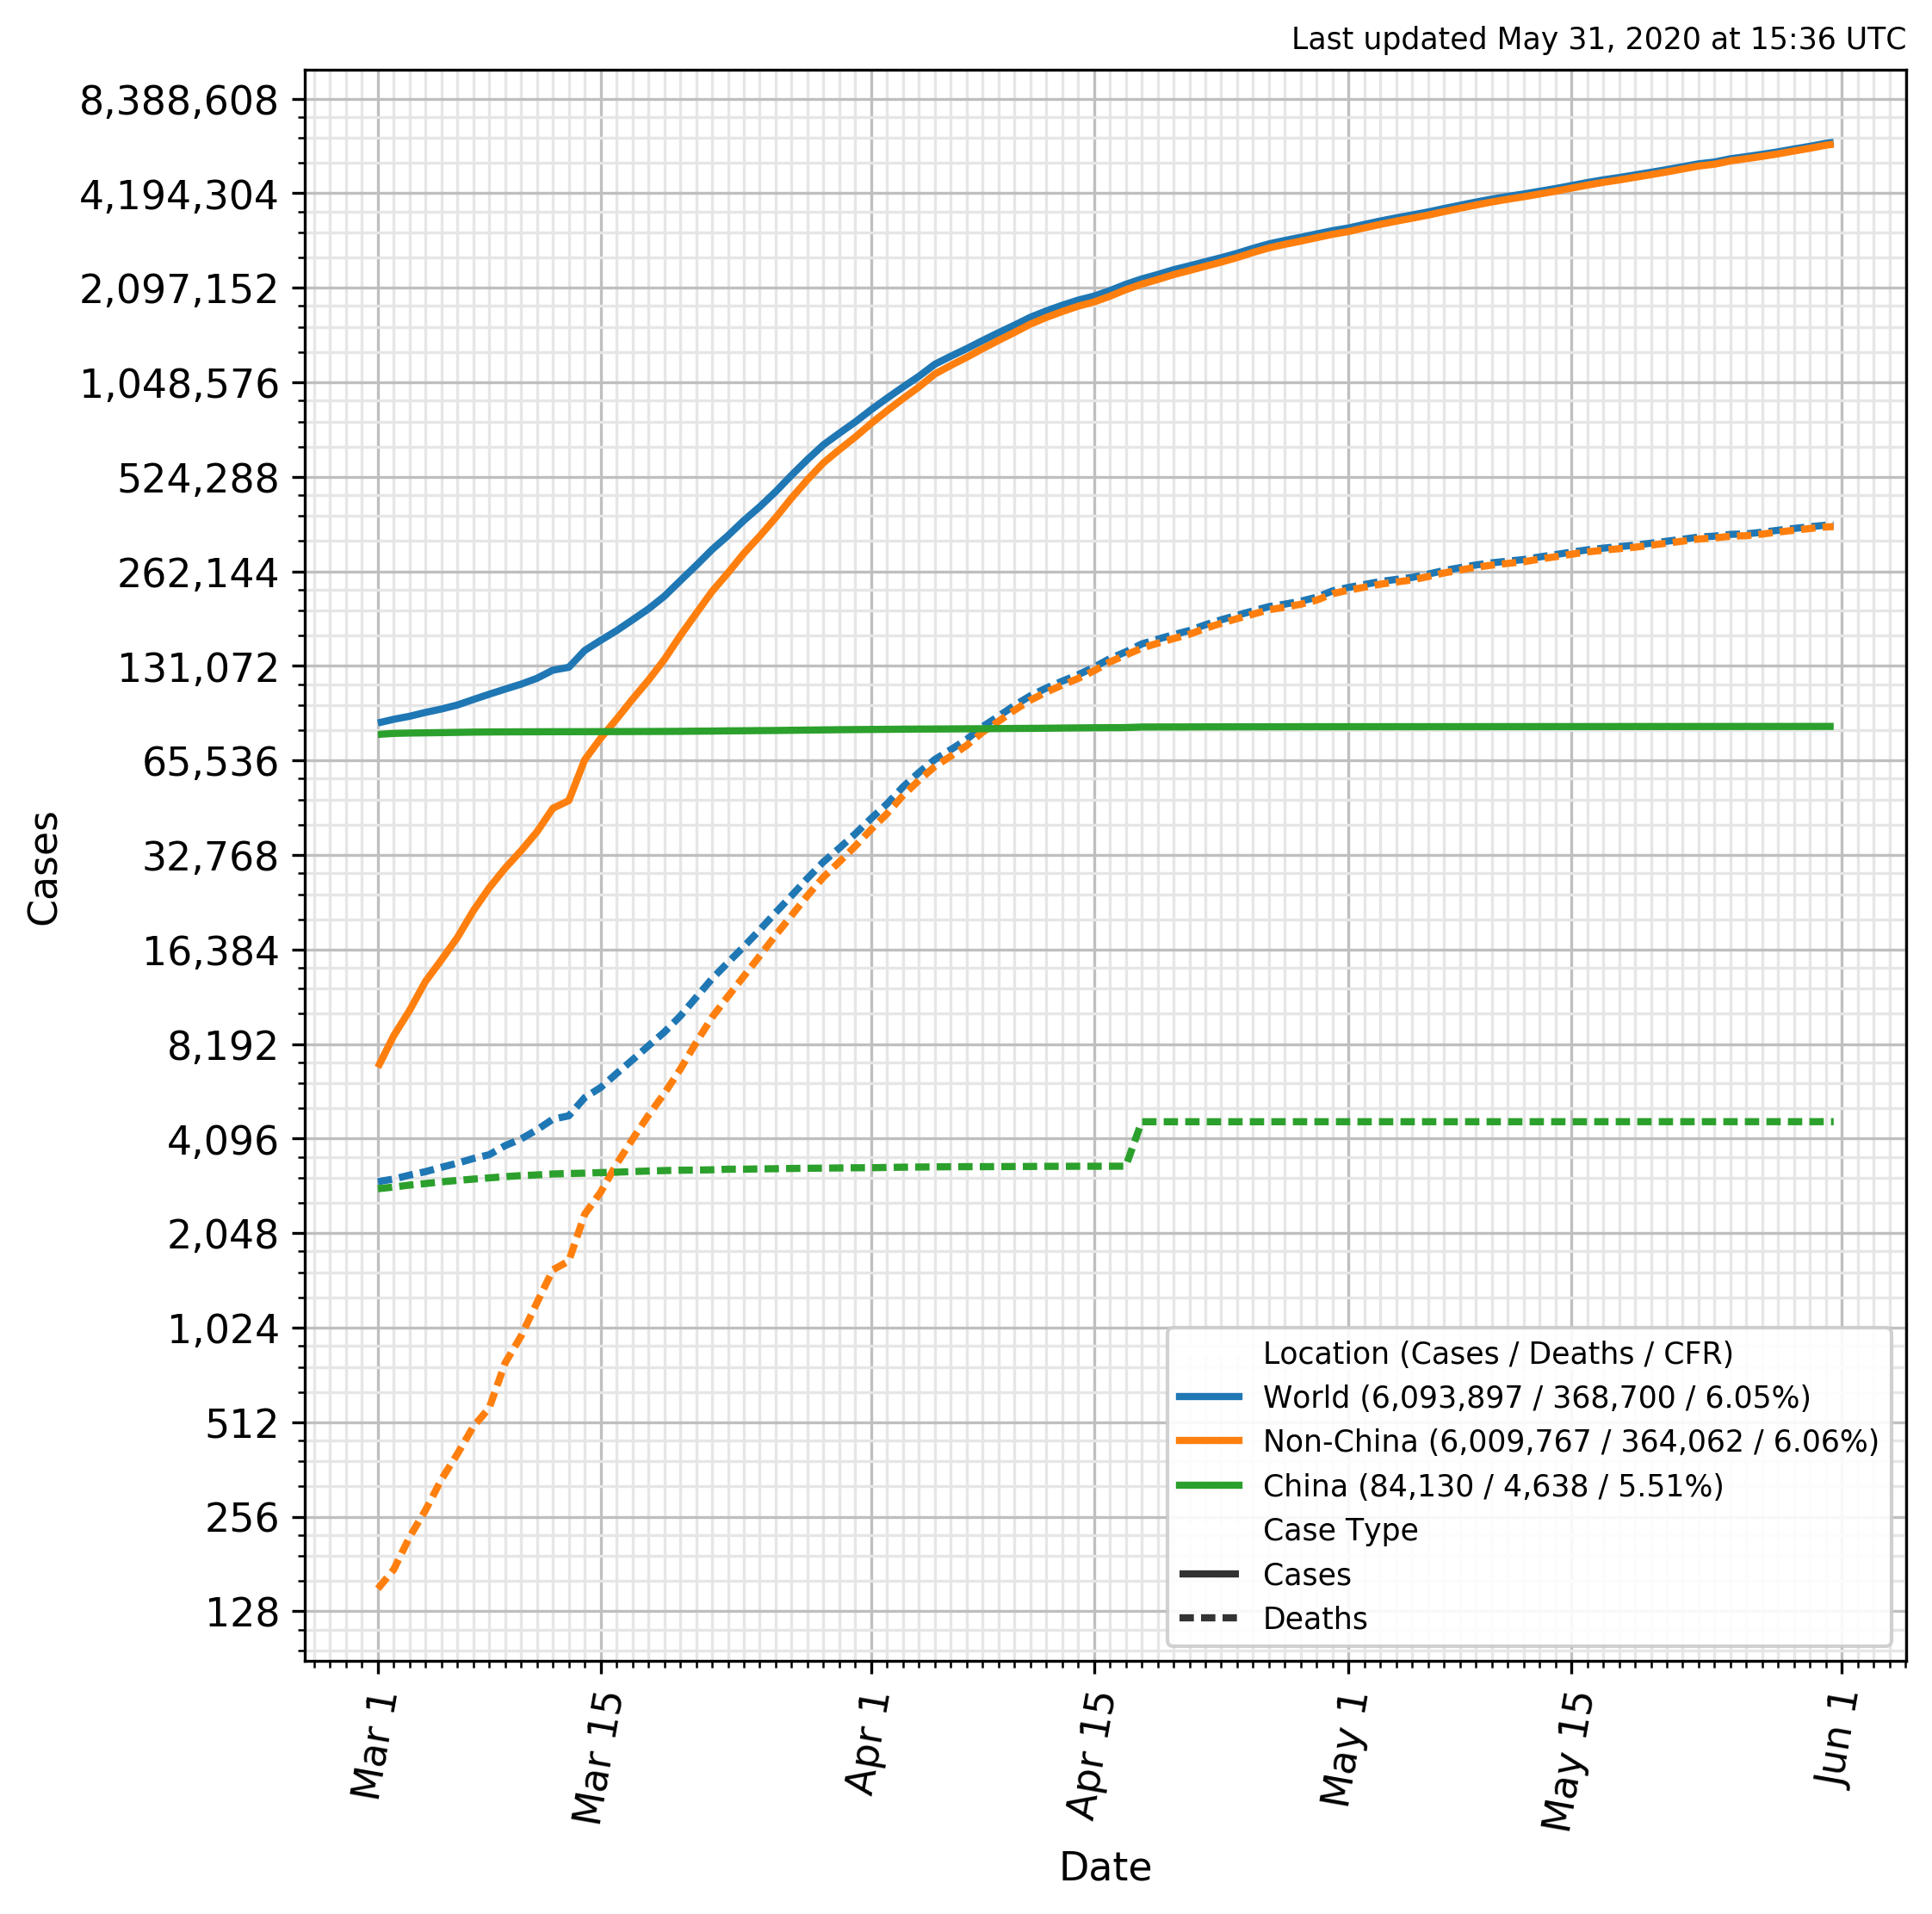 Last updated May 31, 2020 at 15:36 UTC
8,388,608
4,194,304
2,097,152
1,048,576
524,288
262,144
131,072
65,536
32,768
16,384
8,192
4,096
2,048
1,024
512
256
128
Cases
Location (Cases / Deaths / CFR)
World (6,093,897 / 368,700 / 6.05%)
Non-China (6,009,767 / 364,062 / 6.06%)
China (84,130 / 4,638 / 5.51%)
Case Type
Cases
Deaths
Mar 1
Mar 15
Apr 1
Apr 15
May 1
May 15
Jun 1
Date